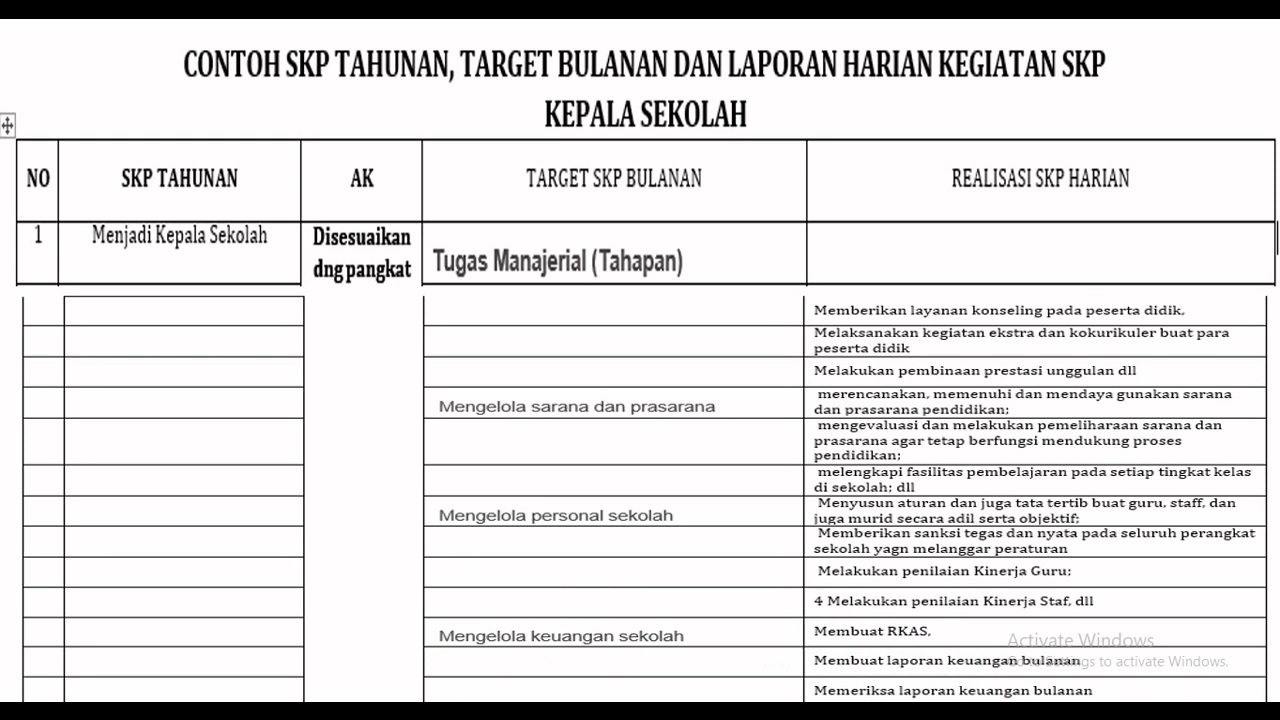 CONTOH SKP TAHUNAN, TARGET BULANAN DAN LAPORAN HARIAN KEGIATAN SKP
KEPALA SEKOLAH
NO SKP TAHUNAN AK TARGET SKP BULANAN REALISASI SKP HARIAN
1 Menjadi Kepala Sekolah Disesuaikan
dng pangkat
Tugas Manajerial (Tahapan)
Memberikan layanan konseling pada peserta didik,
Melaksanakan kegiatan ekstra dan kokurikuler buat para
peserta didik
Melakukan pembinaan prestasi unggulan dll
Mengelola sarana dan prasarana
merencanakan, memenuhi dan mendaya gunakan sarana
dan prasarana pendidikan;
mengevaluasi dan melakukan pemeliharaan sarana dan
prasarana agar tetap berfungsi mendukung proses
pendidikan;
melengkapi fasilitas pembelajaran pada setiap tingkat kelas
di sekolah; dll
Mengelola personal sekolah
Menyusun aturan dan juga tata tertib buat guru, staff, dan
juga murid secara adil serta objektif;
Memberikan sanksi tegas dan nyata pada seluruh perangkat
sekolah yagn melanggar peraturan
Melakukan penilaian Kinerja Guru;
4 Melakukan penilaian Kinerja Staf, dll
Mengelola keuangan sekolah
Membuat RKAS,
Activate Windows
Membuat laporan keuangan bulanan
Go to Settings to activate Windows.
Memeriksa laporan keuangan bulanan